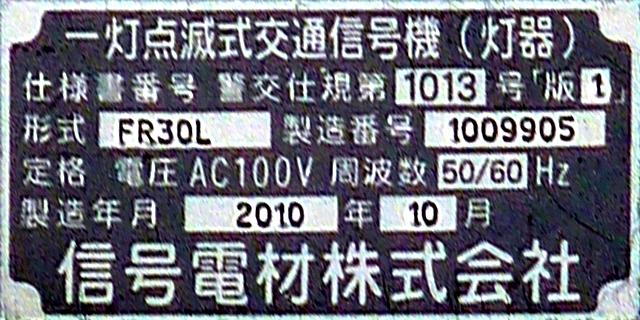 一灯点滅式交通信号機（灯器）
仕様書番号 警交仕規第 1013 号「版1」
形式 FR30L 製造番号 1009905
定格 電圧 AC100V 周波数 50/60 Hz
製造年月 2010 年 10 月
信号電材株式会社